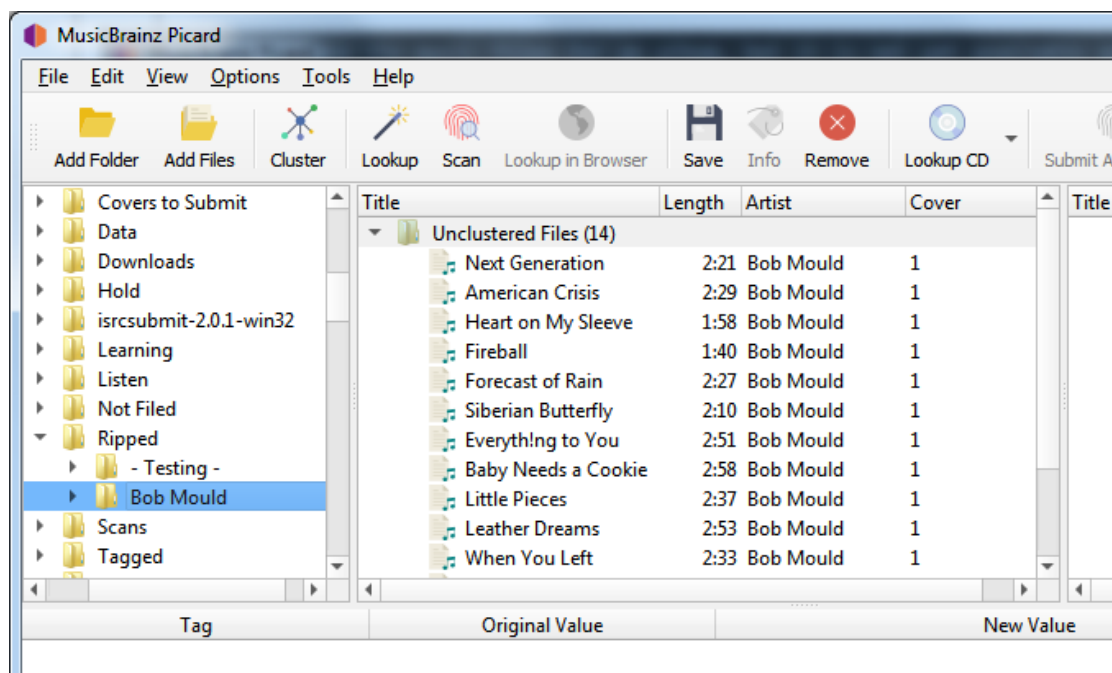 MusicBrainz Picard
File Edit View Options Tools Help
Add Folder Add Files Cluster Lookup Scan Lookup in Browser Save Info Remove Lookup CD Submit A
Covers to Submit
Data
Downloads
Hold
isrcsubmit-2.0.1-win32
Learning
Listen
Not Filed
Ripped
- Testing -
Bob Mould
Scans
Tagged
Title Length Artist Cover
Unclustered Files (14)
Next Generation 2:21 Bob Mould 1
American Crisis 2:29 Bob Mould 1
Heart on My Sleeve 1:58 Bob Mould 1
Fireball 1:40 Bob Mould 1
Forecast of Rain 2:27 Bob Mould 1
Siberian Butterfly 2:10 Bob Mould 1
Everyth!ng to You 2:51 Bob Mould 1
Baby Needs a Cookie 2:58 Bob Mould 1
Little Pieces 2:37 Bob Mould 1
Leather Dreams 2:53 Bob Mould 1
When You Left 2:33 Bob Mould 1
Title
Tag Original Value New Value